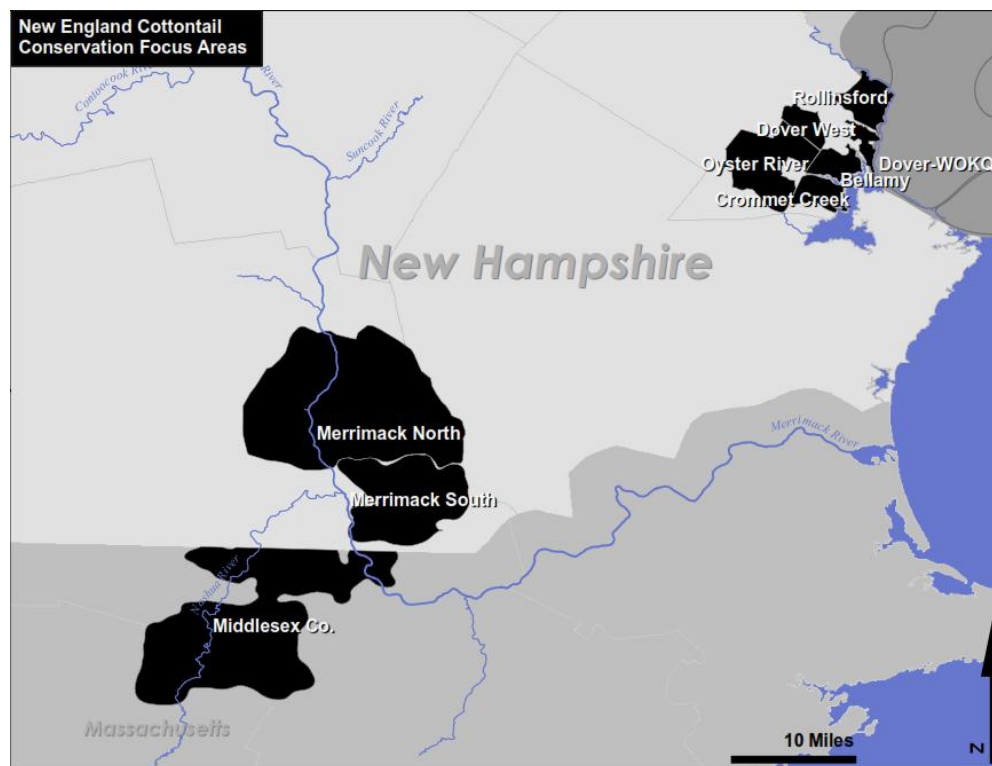 New England Cottontail
Conservation Focus Areas
Contoocook River
River
Suncook River
Rollinsford
Dover West
Oyster River
Dover-WOKQ
Bellamy
Crommet Creek
New Hampshire
Merrimack North
Merrimack River
Merrimack South
Nashua River
Middlesex Co.
Massachusetts
10 Miles
N